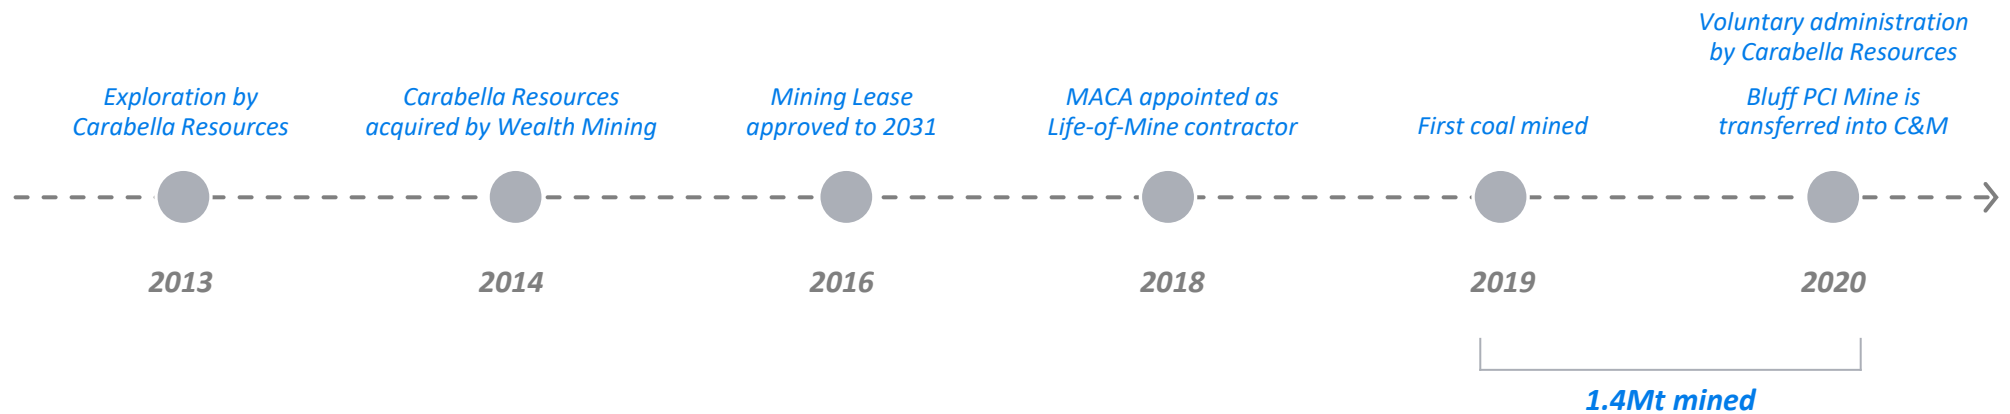 Exploration by
Carabella Resources
2013
Carabella Resources
acquired by Wealth Mining
2014
Mining Lease
approved to 2031
2016
MACA appointed as
Life-of-Mine contractor
2018
First coal mined
2019
Voluntary administration
by Carabella Resources
Bluff PCI Mine is
transferred into C&M
2020
1.4Mt mined